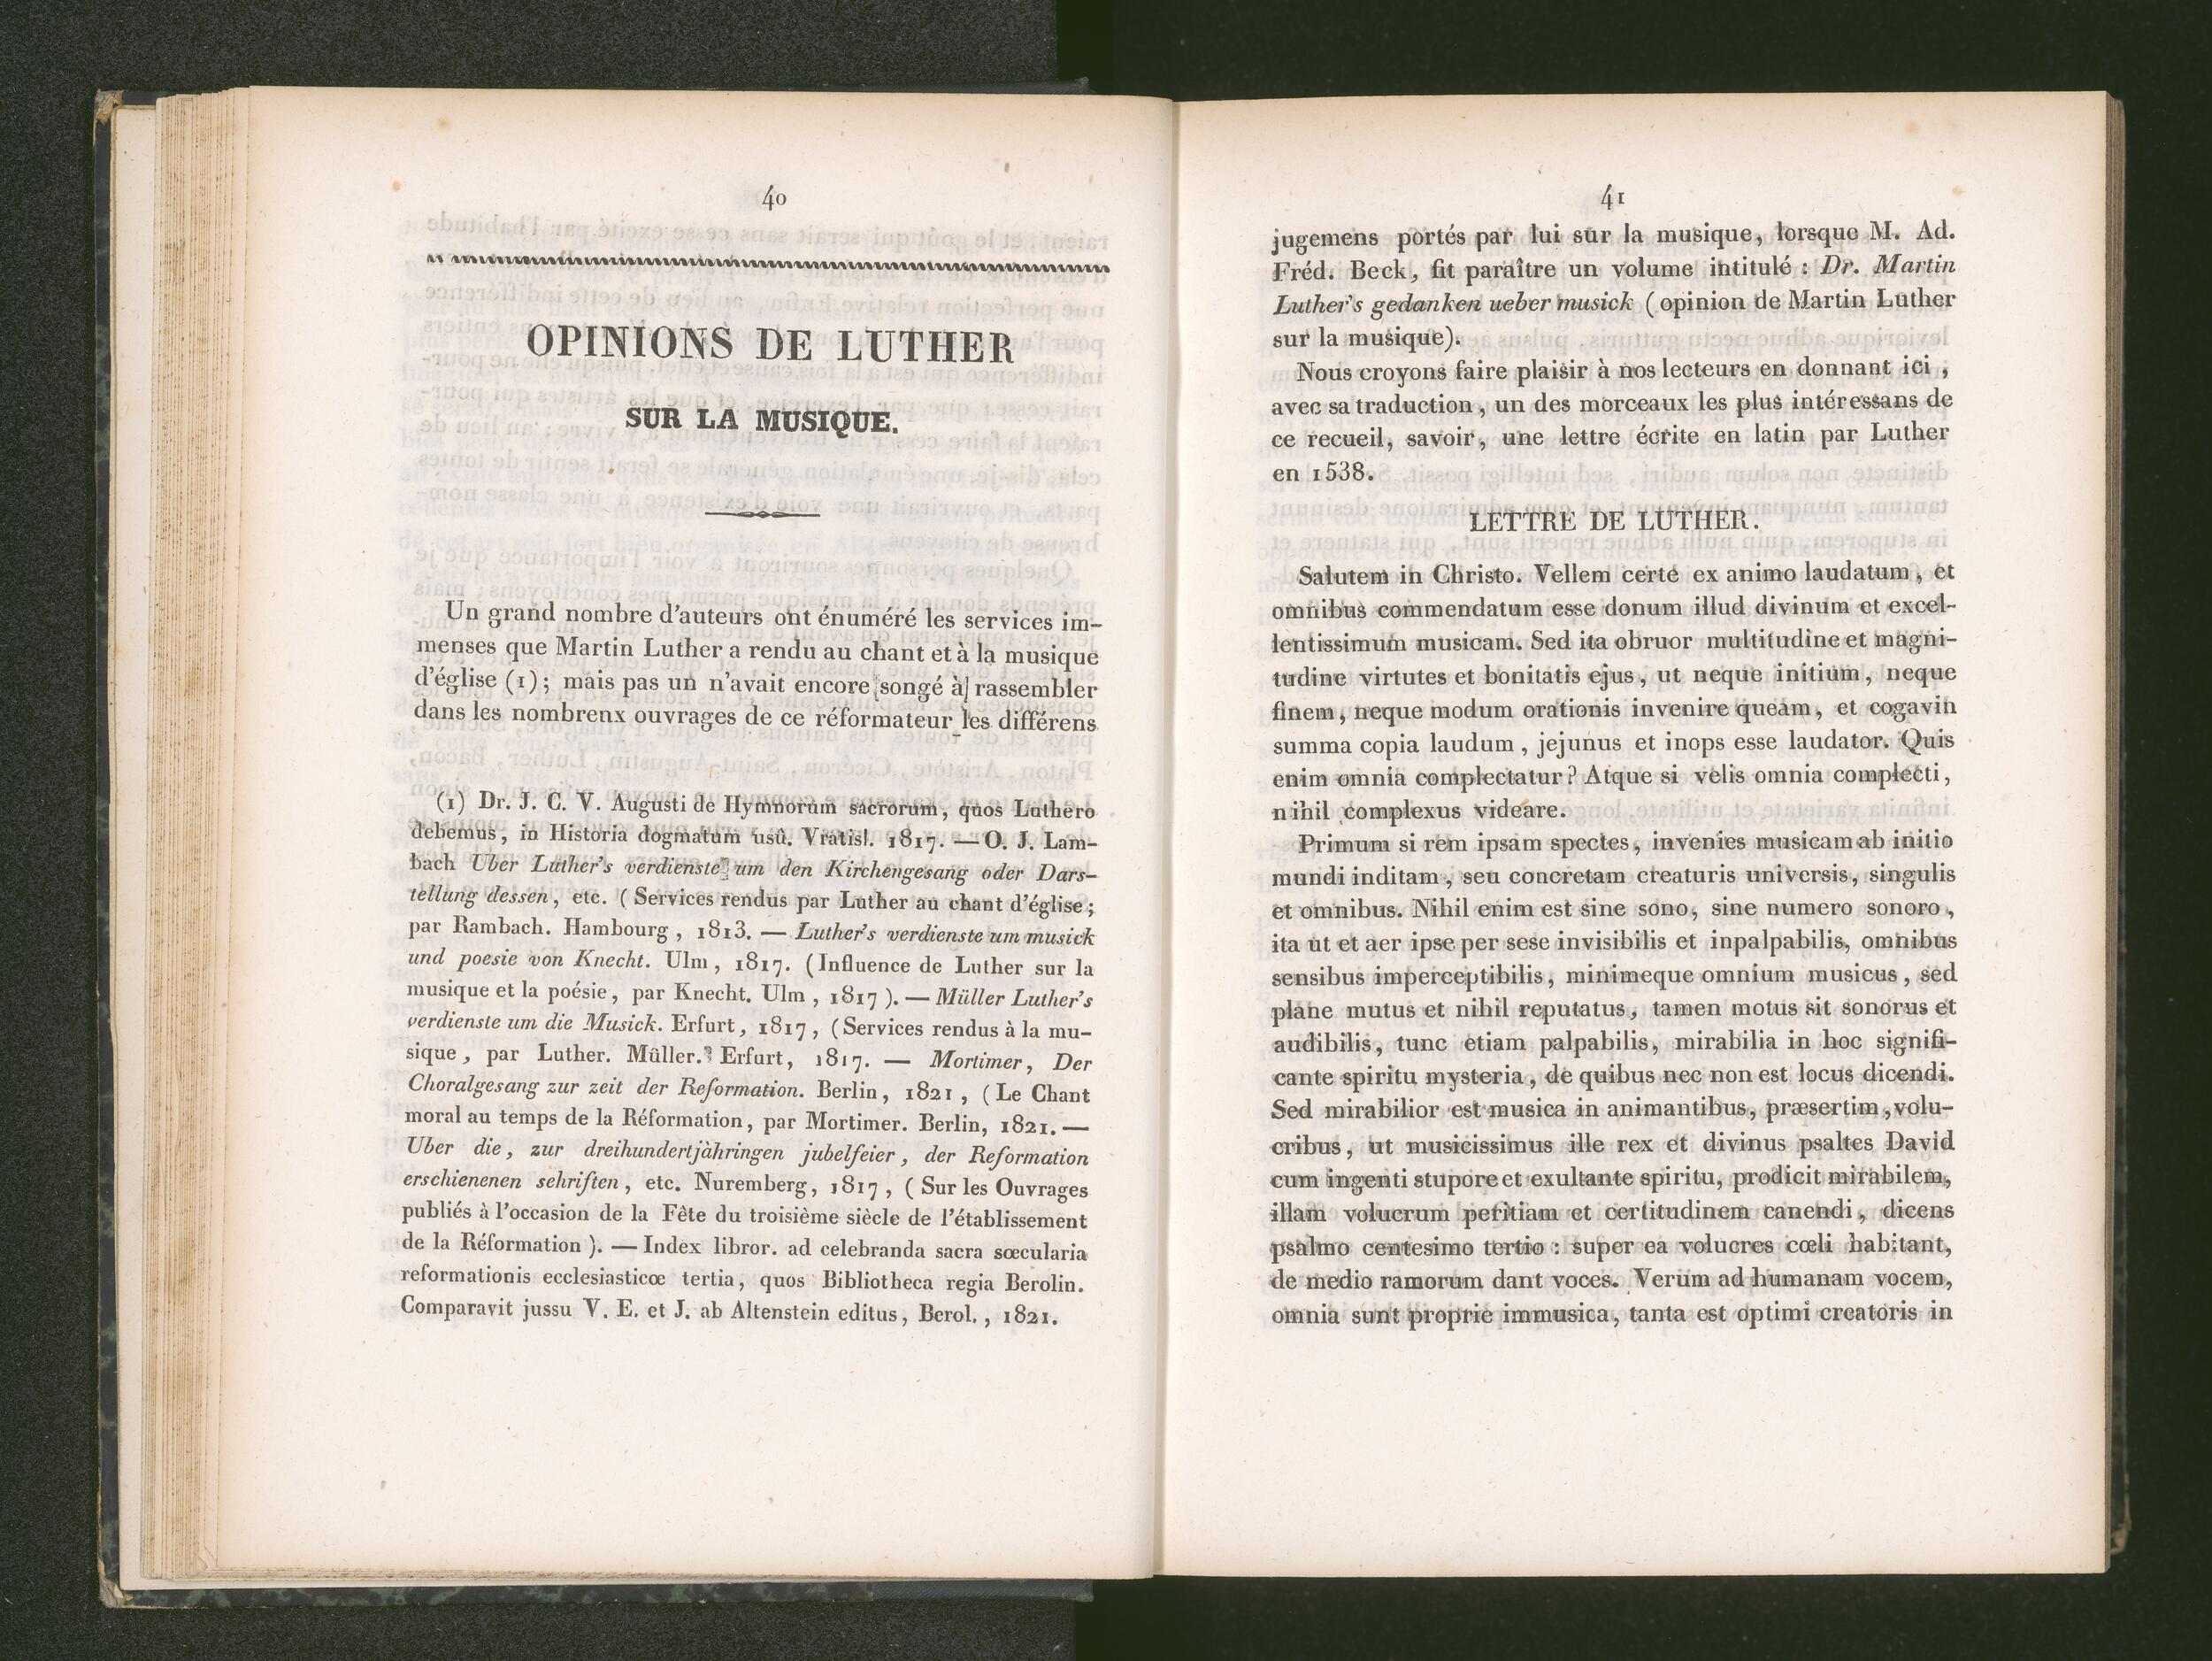 40
OPINIONS DE LUTHER
SUR LA MUSIQUE.
Un grand nombre d'auteurs ont énuméré les services im-
menses que Martin Luther a rendu au chant et à la musique
d'église (1); mais pas un n'avait encore songé à rassembler
dans les nombrenx ouvrages de ce réformateur les différens
(1) Dr. J. C. V. Augusti de Hymnorum sacrorum, quos Luthero
debemus, in Historia dogmatum usû. Vratisl. 1817. — O. J. Lam-
bach Uber Luther's verdienste um den Kirchengesang oder Dars-
tellung dessen, etc. (Services rendus par Luther au chant d'église;
par Rambach. Hambourg, 1813. — Luther's verdienste um musick
und poesie von Knecht. Ulm, 1817. (Influence de Luther sur la
musique et la poésie, par Knecht. Ulm, 1817). — Müller Luther's
verdienste um die Musick. Erfurt, 1817, (Services rendus à la mu-
sique, par Luther. Mûller. Erfurt, 1817. — Mortimer, Der
Choralgesang zur zeit der Reformation. Berlin, 1821, (Le Chant
moral au temps de la Réformation, par Mortimer. Berlin, 1821. —
Uber die, zur dreihundertjàhringen jubelfeier, der Reformation
erschienenen sehriften, etc. Nuremberg, 1817, (Sur les Ouvrages
publiés à l'occasion de la Fête du troisième siècle de l'établissement
de la Réformation). — Index libror. ad celebranda sacra sœcularia
reformationis ecclesiasticœ tertia, quos Bibliotheca regia Berolin.
Comparavit jussu V. E. et J. ab Altenstein editus, Berol., 1821.
41
jugemens portés par lui sur la musique, lorsque M. Ad.
Fréd. Beck, fit paraître un volume intitulé : Dr. Martin
Luther's gedanken ueber musick (opinion de Martin Luther
sur la musique).
Nous croyons faire plaisir à nos lecteurs en donnant ici,
avec sa traduction, un des morceaux les plus intéressans de
ce recueil, savoir, une lettre écrite en latin par Luther
en 1538.
LETTRE DE LUTHER.
Salutem in Christo. Vellem certé ex animo laudatum, et
omnibus commendatum esse donum illud divinum et excel-
lentissimum musicam. Sed ita obruor multitudine et magni-
tudine virtutes et bonitatis ejus, ut neque initium, neque
finem, neque modum orationis invenire queam, et cogavin
summa copia laudum, jejunus et inops esse laudator. Quis
enim omnia complectatur? Atque si velis omnia complecti,
nihil complexus videare.
Primum si rem ipsam spectes, invenies musicam ab initio
mundi inditam, seu concretam creaturis universis, singulis
et omnibus. Nihil enim est sine sono, sine numero sonoro,
ita ut et aer ipse per sese invisibilis et inpalpabilis, omnibus
sensibus imperceptibilis, minimeque omnium musicus, sed
plane mutus et nihil reputatus, tamen motus sit sonorus et
audibilis, tunc etiam palpabilis, mirabilia in hoc signifi-
cante spiritu mysteria, de quibus nec non est locus dicendi.
Sed mirabilior est musica in animantibus, præsertim, volu-
cribus, ut musicissimus ille rex et divinus psaltes David
cum ingenti stupore et exultante spiritu, prodicit mirabilem,
illam volucrum peritiam et certitudinem canendi, dicens
psalmo centesimo tertio : super ea volucres cœli habitant,
de medio ramorum dant voces. Verum ad humanam vocem,
omnia sunt proprie immusica, tanta est optimi creatoris in